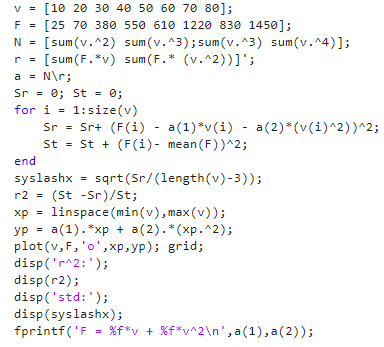 v = [10 20 30 40 50 60 70 80];
F = [25 70 380 550 610 1220 830 1450];
N = [sum(v.^2) sum(v.^3);sum(v.^3) sum(v.^4)];
r = [sum(F.*v) sum(F.* (v.^2))]';
a = N\r;
Sr = 0; St = 0;
for i = 1:size(v)
    Sr = Sr+ (F(i) - a(1)*v(i) - a(2)*(v(i)^2))^2;
    St = St + (F(i)- mean(F))^2;
end
syslashx = sqrt(Sr/(length(v)-3));
r2 = (St -Sr)/St;
xp = linspace(min(v),max(v));
yp = a(1).*xp + a(2).*(xp.^2);
plot(v,F,'o',xp,yp); grid;
disp('r^2:');
disp(r2);
disp('std:');
disp(syslashx);
fprintf('F = %f*v + %f*v^2\n',a(1),a(2));